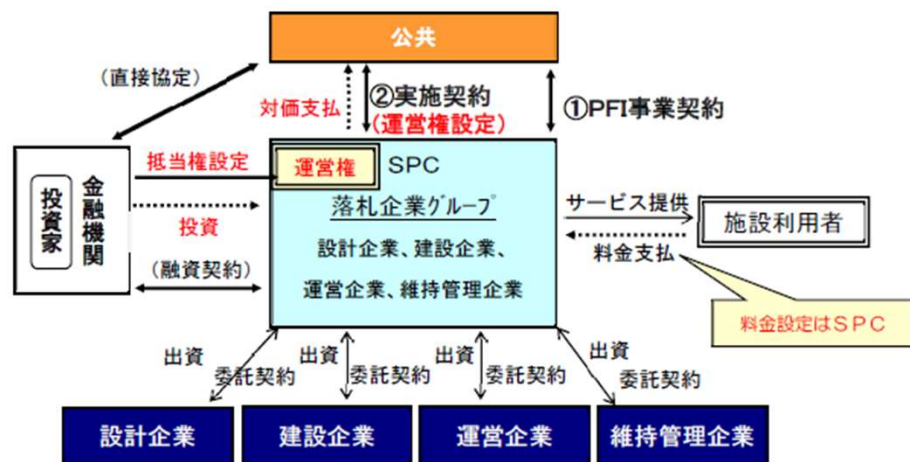 公共
(直接協定)
対価支払
②実施契約
(運営権設定)
①PFI事業契約
抵当権設定
運営権
SPC
金融機関
投資家
投資
落札企業グループ
設計企業、建設企業、
運営企業、維持管理企業
(融資契約)
サービス提供
料金支払
施設利用者
料金設定はSPC
出資
委託契約
出資
委託契約
出資
委託契約
出資
委託契約
設計企業
建設企業
運営企業
維持管理企業